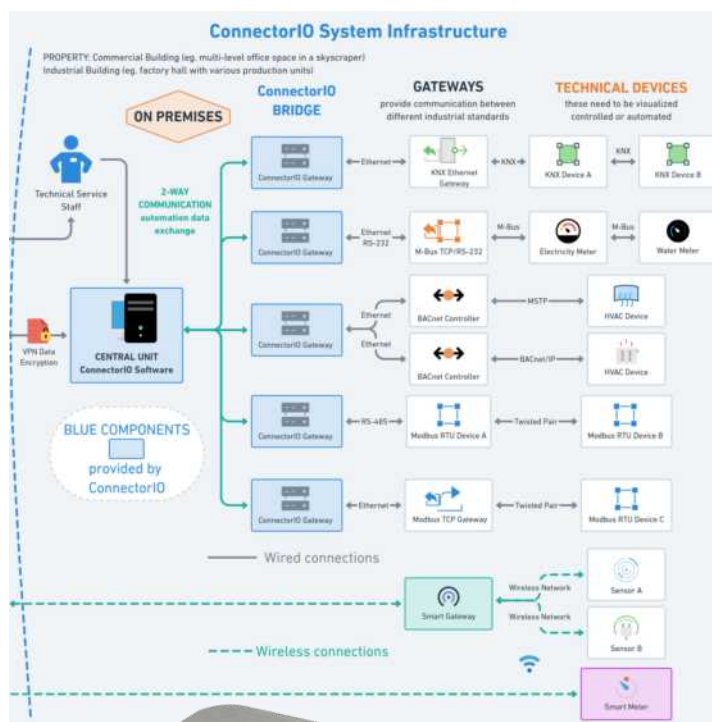 ConnectorIO System Infrastructure
PROPERTY: Commercial Building (eg. multi-level office space in a skyscraper)
Industrial Building (eg. factory hall with various production units)
ON PREMISES
ConnectorIO
BRIDGE
GATEWAYS
provide communication between
different industrial standards
TECHNICAL DEVICES
these need to be visualized
controlled or automated
Technical Service
Staff
2-WAY
COMMUNICATION
automation data
exchange
ConnectorIO Gateway
Ethernet
KNX Ethernet
Gateway
KNX
KNX Device A
KNX
KNX Device B
ConnectorIO Gateway
Ethernet
RS-232
M-Bus TCP/RS-232
M-Bus
Electricity Meter
M-Bus
Water Meter
VPN Data
Encryption
CENTRAL UNIT
ConnectorIO Software
ConnectorIO Gateway
Ethernet
Ethernet
BACnet Controller
MSTP
HVAC Device
BACnet Controller
BACnet/IP
HVAC Device
BLUE COMPONENTS
provided by
ConnectorIO
ConnectorIO Gateway
RS-485
Modbus RTU Device A
Twisted Pair
Modbus RTU Device B
ConnectorIO Gateway
Ethernet
Modbus TCP Gateway
Twisted Pair
Modbus RTU Device C
Wired connections
Smart Gateway
Wireless Network
Sensor A
Wireless Network
Sensor B
Wireless connections
Smart Meter